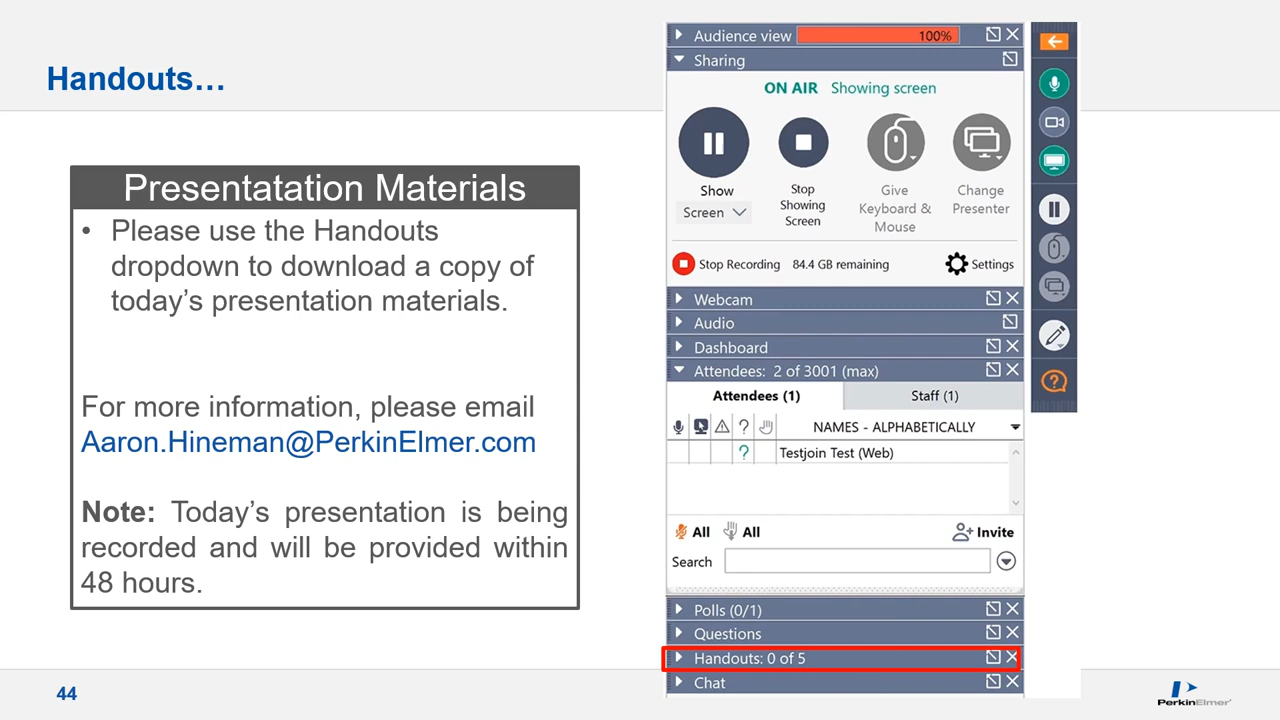 Handouts…
Presentatation Materials
• Please use the Handouts
dropdown to download a copy of
today’s presentation materials.
For more information, please email
Aaron.Hineman@PerkinElmer.com
Note: Today’s presentation is being
recorded and will be provided within
48 hours.
Audience view 100%
Sharing
ON AIR Showing screen
Show
Screen
Stop
Showing
Screen
Give
Keyboard &
Mouse
Change
Presenter
Stop Recording 84.4 GB remaining Settings
Webcam
Audio
Dashboard
Attendees: 2 of 3001 (max)
Attendees (1) Staff (1)
? NAMES - ALPHABETICALLY
? Testjoin Test (Web)
All All Invite
Search
Polls (0/1)
Questions
Handouts: 0 of 5
Chat
44
PerkinElmer